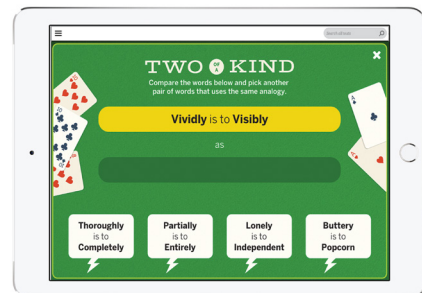 TWO OF A KIND
Compare the words below and pick another
pair of words that uses the same analogy.
Vividly is to Visibly
as
Thoroughly
is to
Completely
Partially
is to
Entirely
Lonely
is to
Independent
Buttery
is to
Popcorn